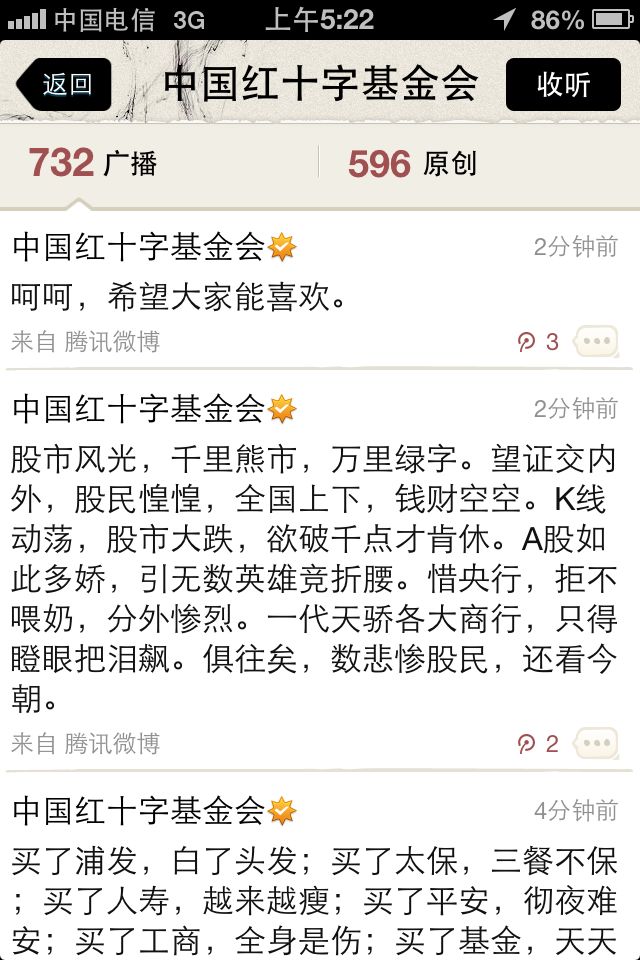 中国电信 3G 上午5:22 86%
返回 中国红十字基金会 收听
732 广播 596 原创
中国红十字基金会 2分钟前
呵呵，希望大家能喜欢。
来自 腾讯微博 3
中国红十字基金会 2分钟前
股市风光，千里熊市，万里绿字。望证交内
外，股民惶惶，全国上下，钱财空空。K线
动荡，股市大跌，欲破千点才肯休。A股如
此多娇，引无数英雄竞折腰。惜央行，拒不
喂奶，分外惨烈。一代天骄各大商行，只得
瞪眼把泪飙。俱往矣，数悲惨股民，还看今
朝。
来自 腾讯微博 2
中国红十字基金会 4分钟前
买了浦发，白了头发；买了太保，三餐不保
；买了人寿，越来越瘦；买了平安，彻夜难
安；买了工商，全身是伤；买了基金，天天